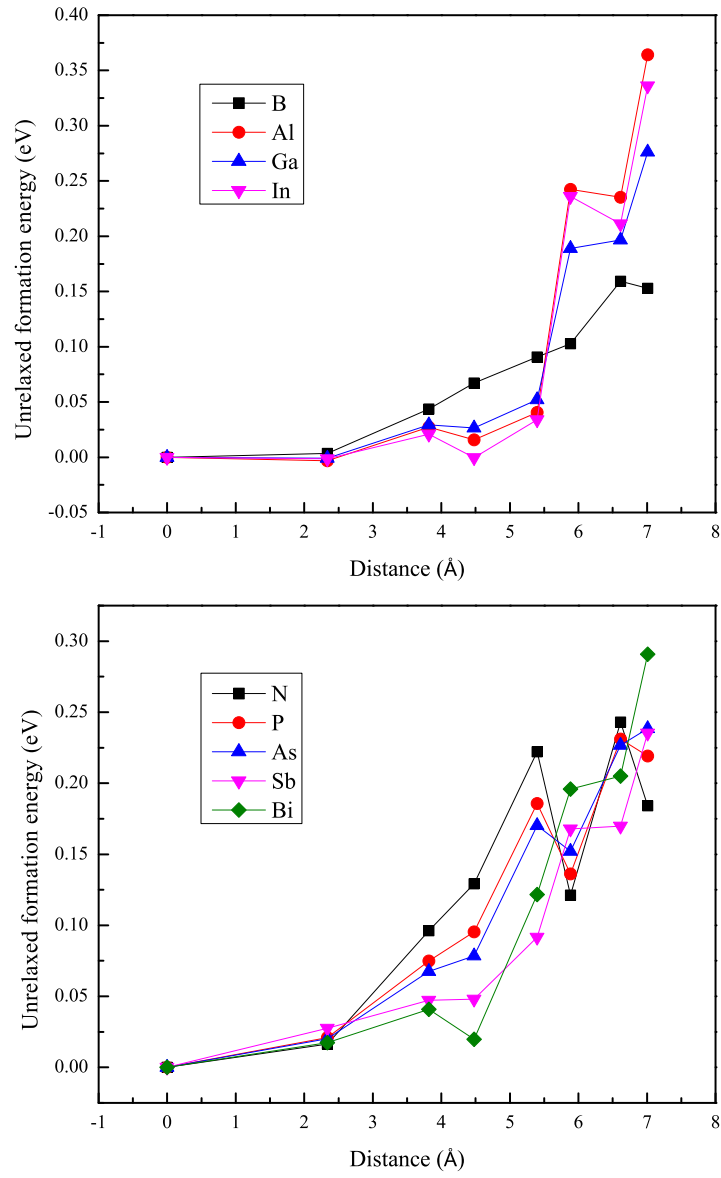 0.40
0.35
0.30
0.25
0.20
0.15
0.10
0.05
0.00
-0.05
Unrelaxed formation energy (eV)
B
Al
Ga
In
-1 0 1 2 3 4 5 6 7 8
Distance (Å)
0.30
0.25
0.20
0.15
0.10
0.05
0.00
Unrelaxed formation energy (eV)
N
P
As
Sb
Bi
-1 0 1 2 3 4 5 6 7 8
Distance (Å)